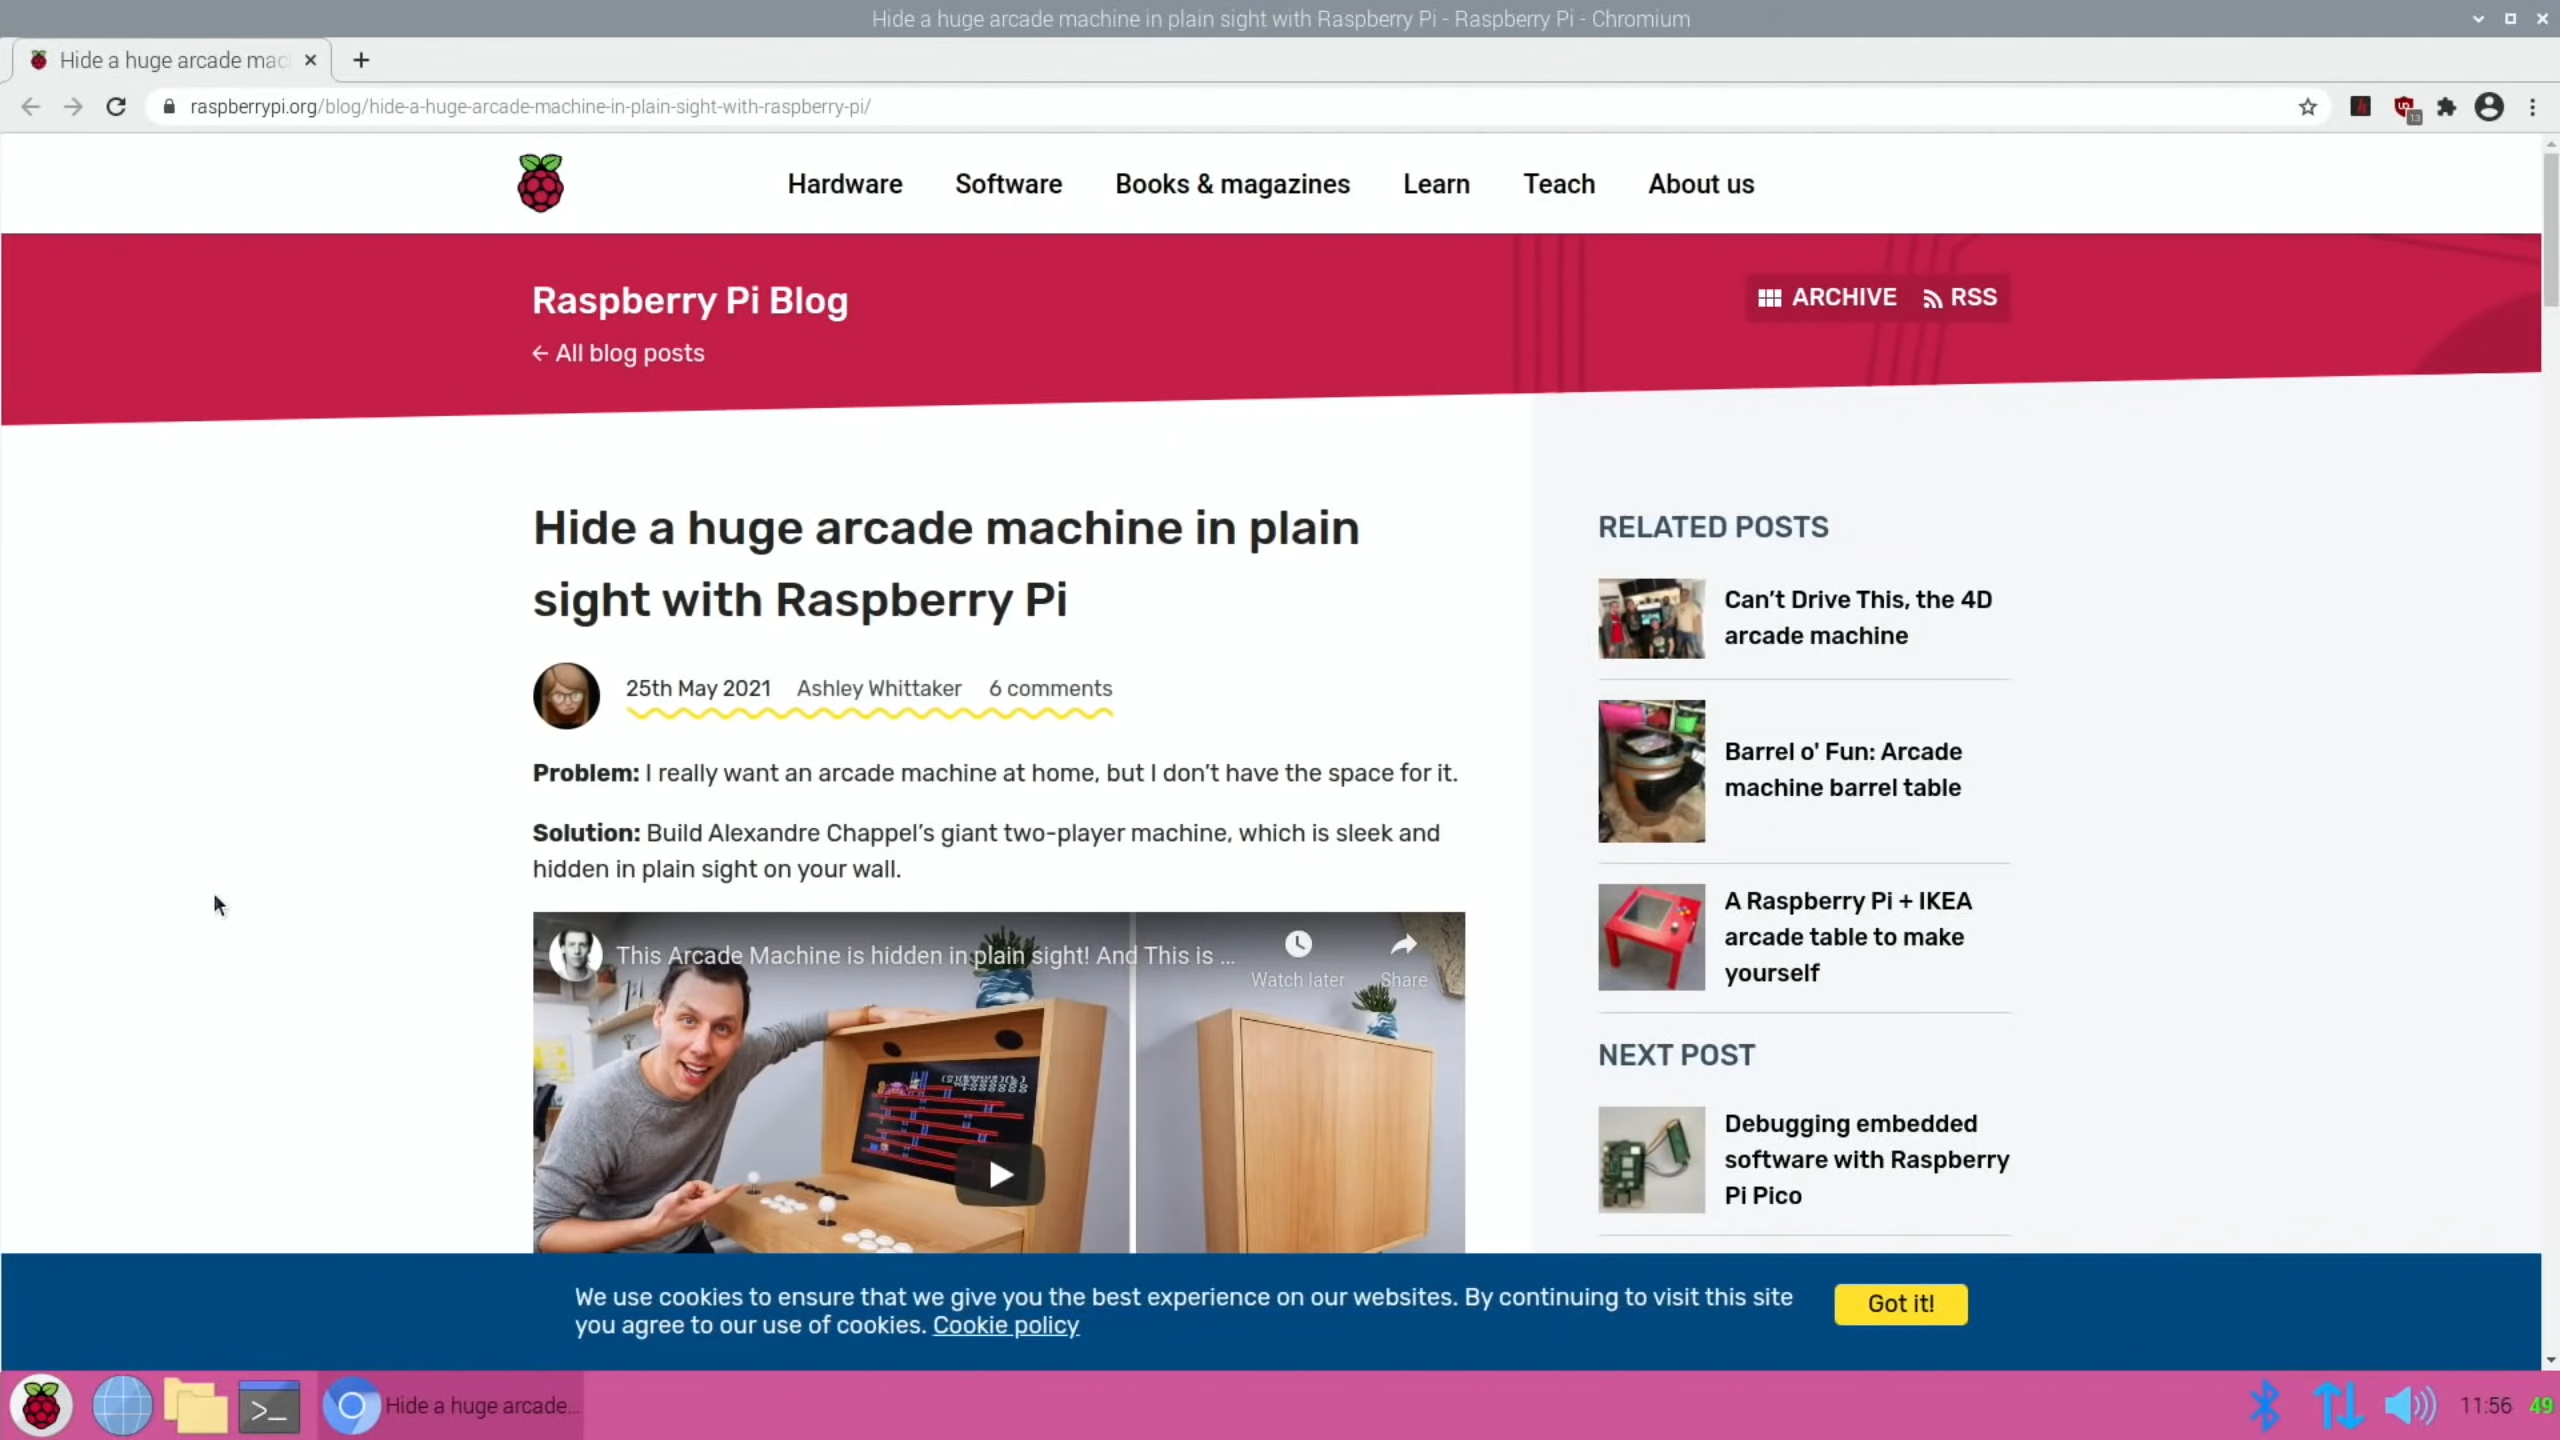 Hide a huge arcade machine in plain sight with Raspberry Pi - Raspberry Pi - Chromium
Hide a huge arcade mac
raspberrypi.org/blog/hide-a-huge-arcade-machine-in-plain-sight-with-raspberry-pi/
13
Hardware Software Books & magazines Learn Teach About us
Raspberry Pi Blog
ARCHIVE RSS
← All blog posts
Hide a huge arcade machine in plain
sight with Raspberry Pi
25th May 2021 Ashley Whittaker 6 comments
Problem: I really want an arcade machine at home, but I don't have the space for it.
Solution: Build Alexandre Chappel's giant two-player machine, which is sleek and
hidden in plain sight on your wall.
This Arcade Machine is hidden in plain sight! And This is ...
Watch later Share
RELATED POSTS
Can't Drive This, the 4D
arcade machine
Barrel o' Fun: Arcade
machine barrel table
A Raspberry Pi + IKEA
arcade table to make
yourself
NEXT POST
Debugging embedded
software with Raspberry
Pi Pico
We use cookies to ensure that we give you the best experience on our websites. By continuing to visit this site
you agree to our use of cookies. Cookie policy
Got it!
Hide a huge arcade...
11:56 49